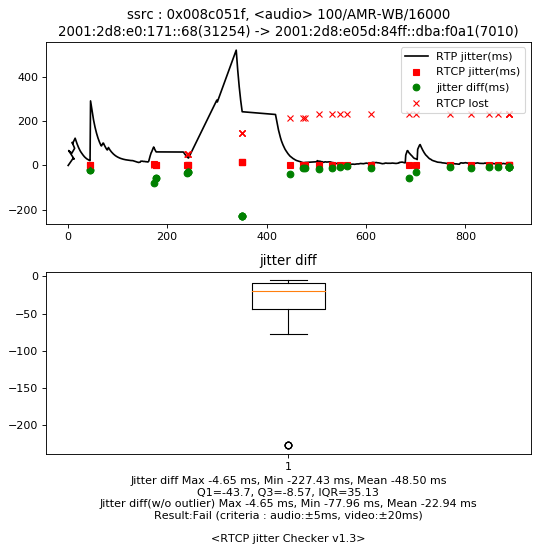 ssrc : 0x008c051f, <audio> 100/AMR-WB/16000
2001:2d8:e0:171::68(31254) -> 2001:2d8:e05d:84ff::dba:f0a1(7010)
RTP jitter(ms)
RTCP jitter(ms)
jitter diff(ms)
RTCP lost
400
200
0
−200
0 200 400 600 800
jitter diff
0
−50
−100
−150
−200
1
Jitter diff Max -4.65 ms, Min -227.43 ms, Mean -48.50 ms
Q1=-43.7, Q3=-8.57, IQR=35.13
Jitter diff(w/o outlier) Max -4.65 ms, Min -77.96 ms, Mean -22.94 ms
Result:Fail (criteria : audio:±5ms, video:±20ms)
<RTCP jitter Checker v1.3>